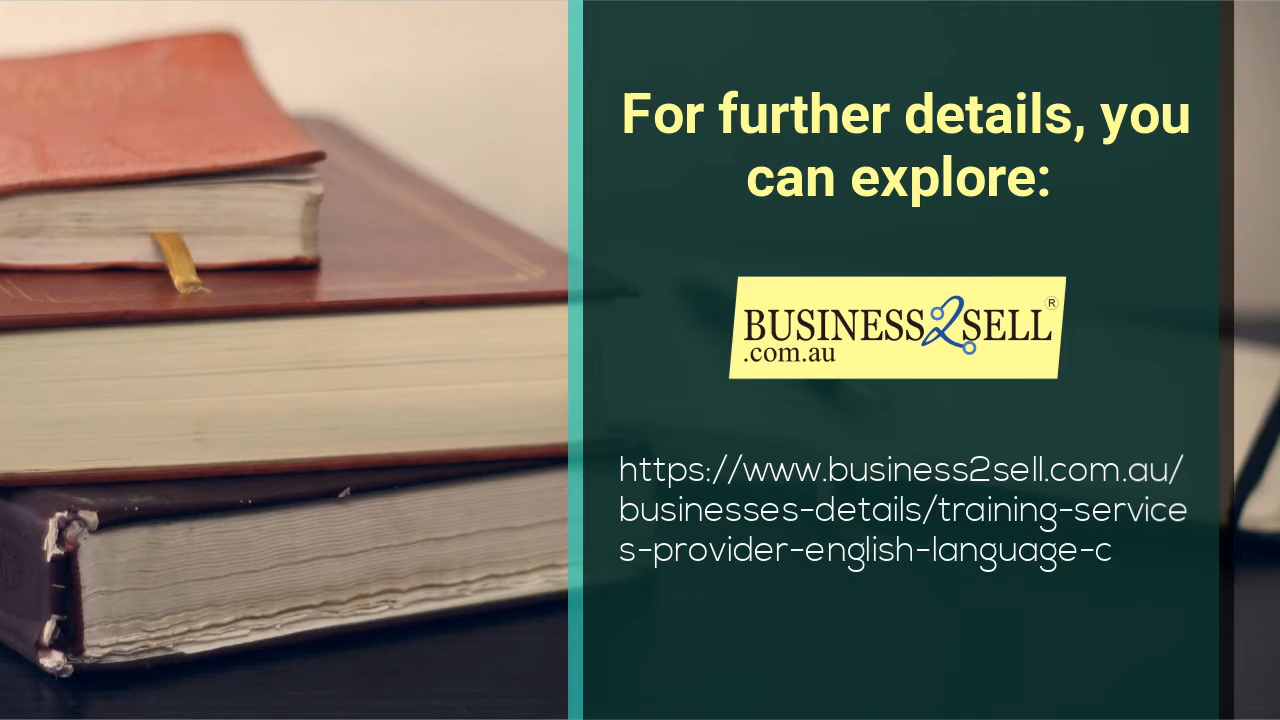 For further details, you
can explore:
BUSINESS2SELL®
.com.au
https://www.business2sell.com.au/
businesses-details/training-service
s-provider-english-language-c